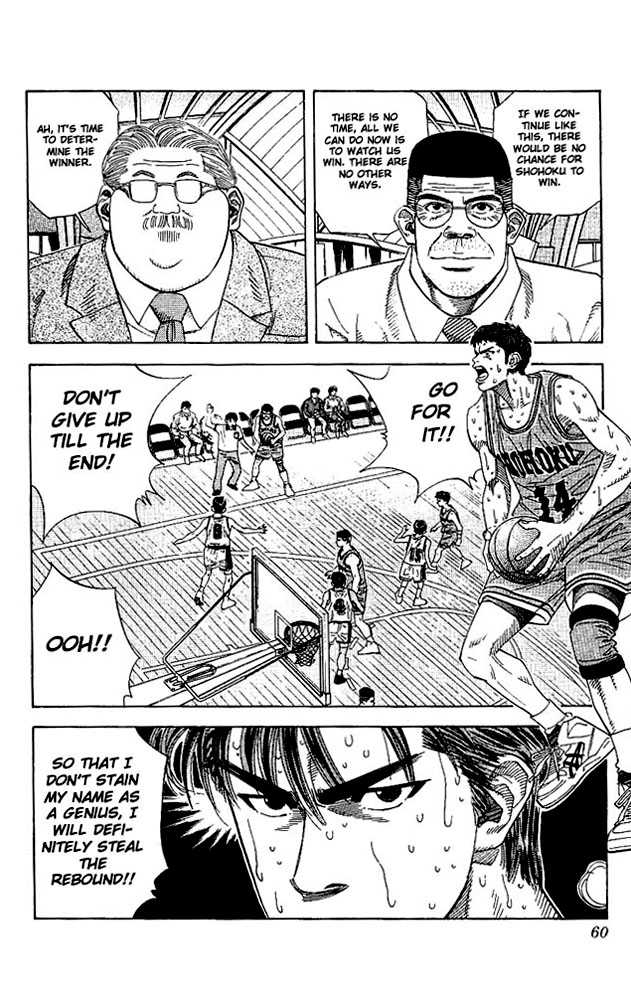 IF WE CON-
TINUE LIKE
THIS, THERE
WOULD BE NO
CHANCE FOR
SHOHOKU TO
WIN.
THERE IS NO
TIME, ALL WE
CAN DO NOW IS
TO WATCH US
WIN. THERE ARE
NO OTHER
WAYS.
AH, IT'S TIME
TO DETER-
MINE THE
WINNER.
GO
FOR
IT!!
DON'T
GIVE UP
TILL THE
END!
OHOKU
14
4
OOH!!
SO THAT I
DON'T STAIN
MY NAME AS
A GENIUS, I
WILL DEFI-
NITELY STEAL
THE
REBOUND!!
60